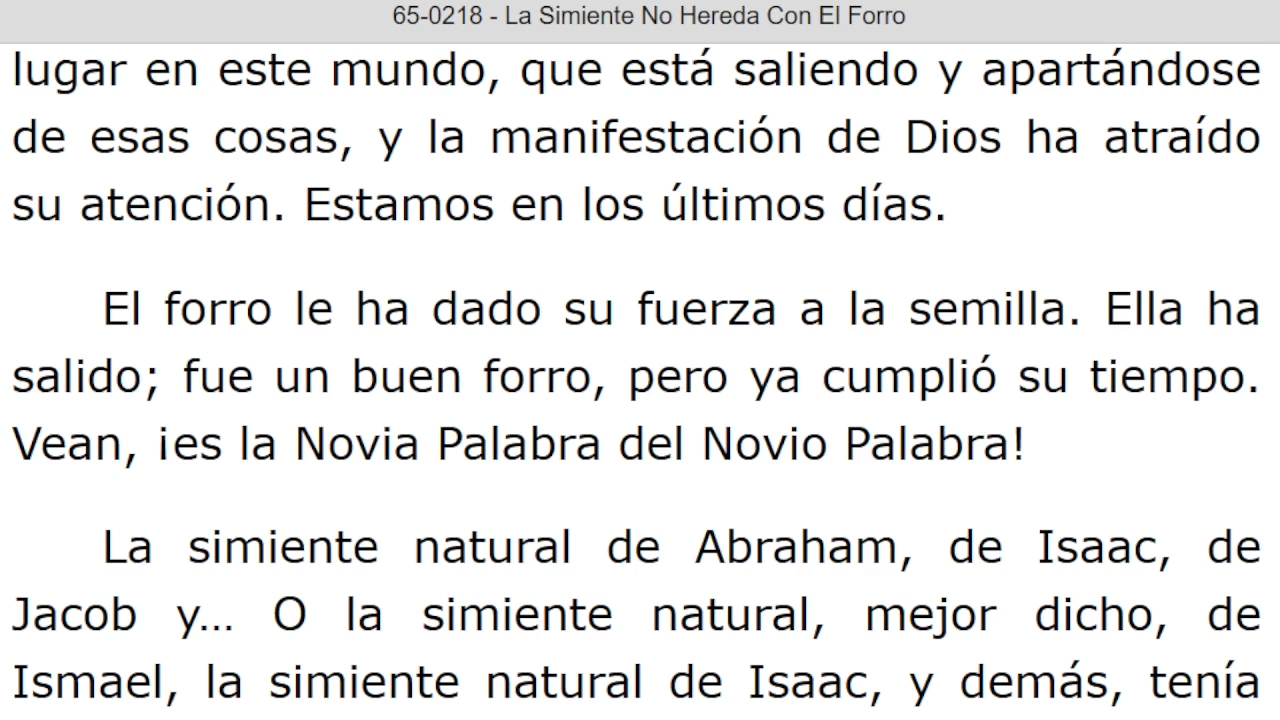 65-0218 - La Simiente No Hereda Con El Forro
lugar en este mundo, que está saliendo y apartándose
de esas cosas, y la manifestación de Dios ha atraído
su atención. Estamos en los últimos días.
El forro le ha dado su fuerza a la semilla. Ella ha
salido; fue un buen forro, pero ya cumplió su tiempo.
Vean, ¡es la Novia Palabra del Novio Palabra!
La simiente natural de Abraham, de Isaac, de
Jacob y... O la simiente natural, mejor dicho, de
Ismael, la simiente natural de Isaac, y demás, tenía